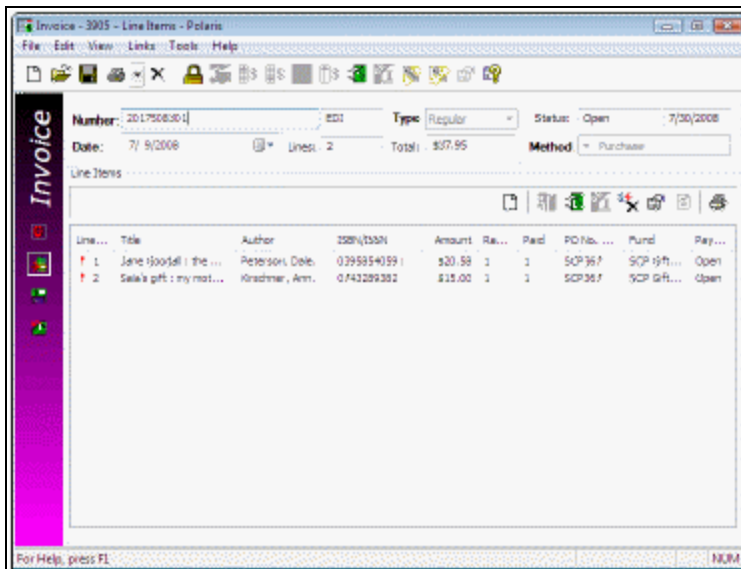 Invoice - 3905 - Line Items - Polaris
File Edit View Links Tools Help
Invoice
Number: 2017508301 EDI Type Regular Status: Open 7/30/2008
Date: 7/ 9/2008 Lines: 2 Total: $37.95 Method Purchase
Line Items
Line... Title Author ISBN/ISSN Amount Re... Paid PO No. ... Fund Pay...
1 Jane Goodall : the ... Peterson, Dale. $20.58 1 1 SCP367 SCP Gift... Open
2 gift : my mot... Kirschner, Ann. 0743289382 $15.00 1 1 SCP367 SCP Gift... Open
For Help, press F1 NUM